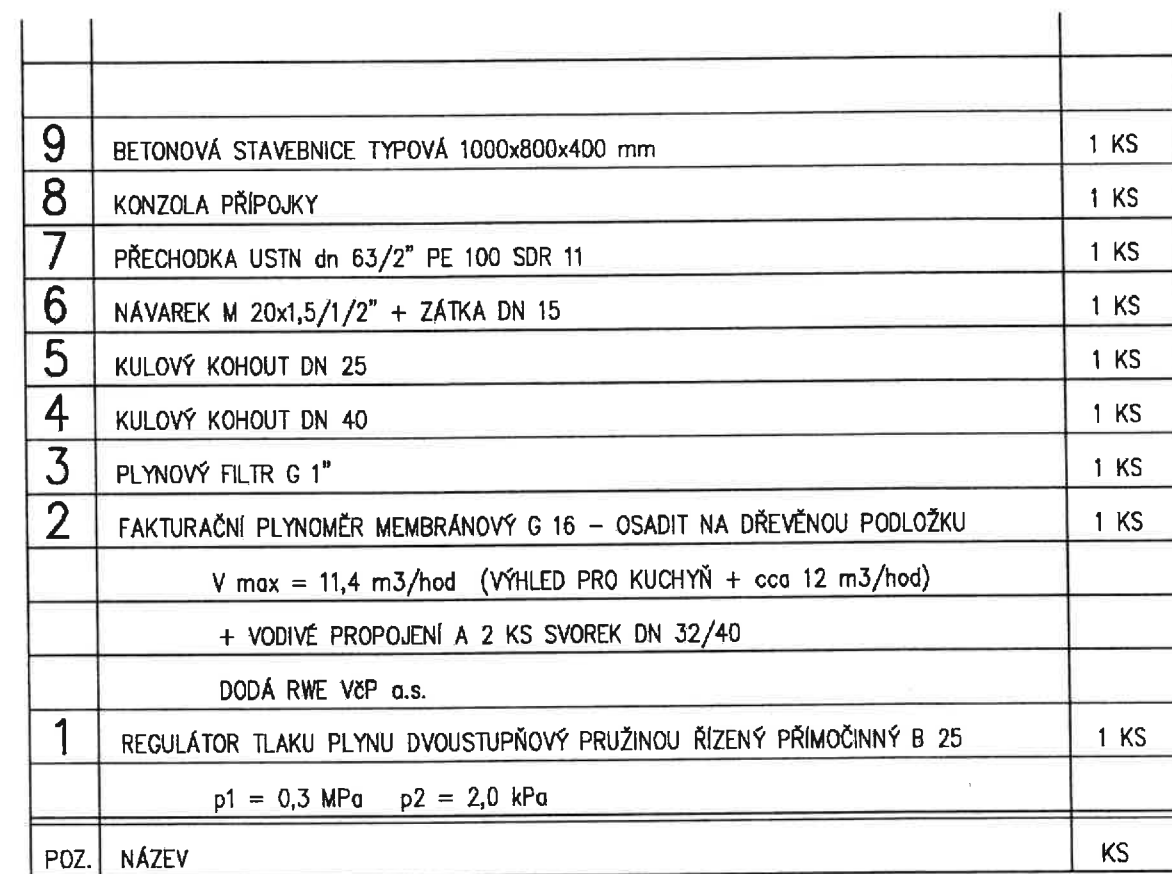 9 BETONOVÁ STAVEBNICE TYPOVÁ 1000x800x400 mm 1 KS
8 KONZOLA PŘÍPOJKY 1 KS
7 PŘECHODKA USTN dn 63/2" PE 100 SDR 11 1 KS
6 NÁVAREK M 20x1,5/1/2" + ZÁTKA DN 15 1 KS
5 KULOVÝ KOHOUT DN 25 1 KS
4 KULOVÝ KOHOUT DN 40 1 KS
3 PLYNOVÝ FILTR G 1" 1 KS
2 FAKTURAČNÍ PLYNOMĚR MEMBRÁNOVÝ G 16 – OSADIT NA DŘEVĚNOU PODLOŽKU 1 KS
V max = 11,4 m3/hod (VÝHLED PRO KUCHYŇ + cca 12 m3/hod)
+ VODIVÉ PROPOJENÍ A 2 KS SVOREK DN 32/40
DODÁ RWE VčP a.s.
1 REGULÁTOR TLAKU PLYNU DVOUSTUPŇOVÝ PRUŽINOU ŘÍZENÝ PŘÍMOČINNÝ B 25 1 KS
p1 = 0,3 MPa p2 = 2,0 kPa
POZ. NÁZEV KS